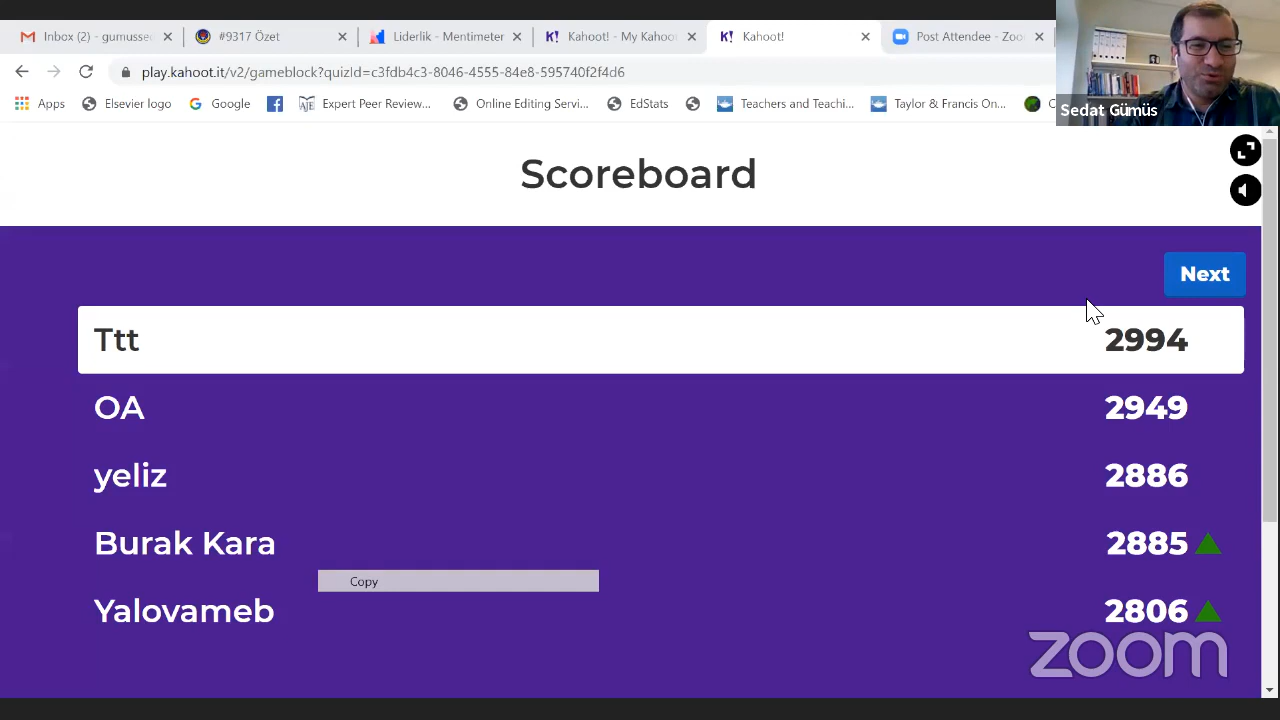 Inbox (2) - gumusse
#9317 Özet
Liderlik - Mentimeter
Kahoot! - My Kahoo
Kahoot!
Post Attendee - Zoo
play.kahoot.it/v2/gameblock?quizId=c3fdb4c3-8046-4555-84e8-595740f2f4d6
Apps
Elsevier logo
Google
Expert Peer Review...
Online Editing Servi...
EdStats
Teachers and Teachi...
Taylor & Francis On...
Sedat Gümüs
Scoreboard
Next
Ttt 2994
OA 2949
yeliz 2886
Burak Kara 2885
Copy
Yalovameb 2806
zoom